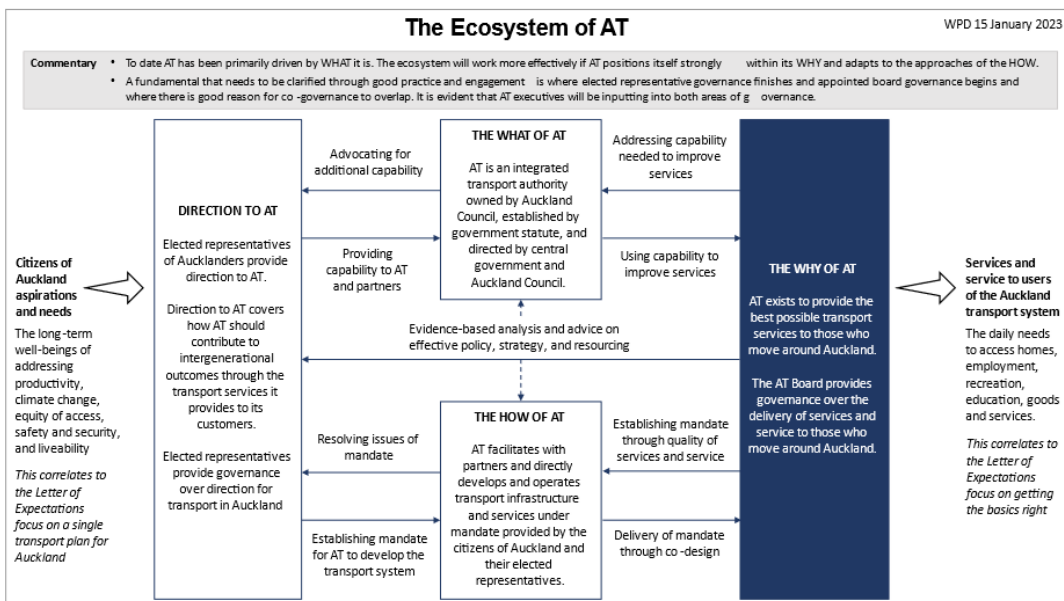 The Ecosystem of AT
WPD 15 January 2023
Commentary
• To date AT has been primarily driven by WHAT it is. The ecosystem will work more effectively if AT positions itself strongly within its WHY and adapts to the approaches of the HOW.
• A fundamental that needs to be clarified through good practice and engagement is where elected representative governance finishes and appointed board governance begins and
where there is good reason for co -governance to overlap. It is evident that AT executives will be inputting into both areas of g overnance.
Citizens of
Auckland
aspirations
and needs
The long-term
well-beings of
addressing
productivity,
climate change,
equity of access,
safety and security,
and liveability
This correlates to
the Letter of
Expectations
focus on a single
transport plan for
Auckland
DIRECTION TO AT
Elected representatives
of Aucklanders provide
direction to AT.
Direction to AT covers
how AT should
contribute to
intergenerational
outcomes through the
transport services it
provides to its
customers.
Elected representatives
provide governance
over direction for
transport in Auckland
Advocating for
additional capability
Providing
capability to AT
and partners
THE WHAT OF AT
AT is an integrated
transport authority
owned by Auckland
Council, established by
government statute, and
directed by central
government and
Auckland Council.
Addressing capability
needed to improve
services
Using capability to
improve services
Evidence-based analysis and advice on
effective policy, strategy, and resourcing
Resolving issues of
mandate
Establishing mandate
for AT to develop the
transport system
THE HOW OF AT
AT facilitates with
partners and directly
develops and operates
transport infrastructure
and services under
mandate provided by the
citizens of Auckland and
their elected
representatives.
Establishing mandate
through quality of
services and service
Delivery of mandate
through co -design
THE WHY OF AT
AT exists to provide the
best possible transport
services to those who
move around Auckland.
The AT Board provides
governance over the
delivery of services and
service to those who
move around Auckland.
Services and
service to users
of the Auckland
transport system
The daily needs
to access homes,
employment,
recreation,
education, goods
and services.
This correlates to
the Letter of
Expectations
focus on getting
the basics right